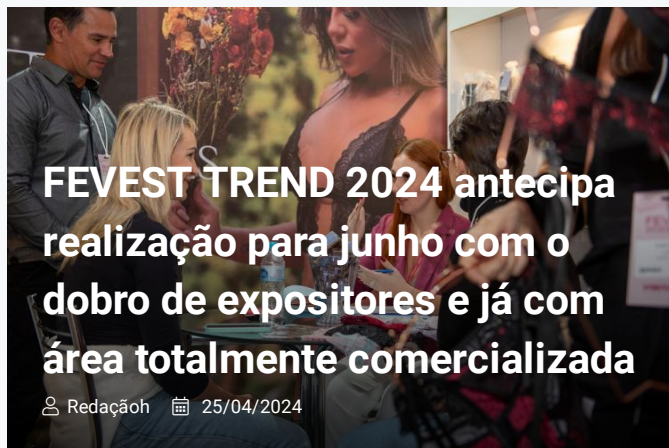 FEVEST TREND 2024 antecipa
realização para junho com o
dobro de expositores e já com
área totalmente comercializada
Redaçãoh 25/04/2024